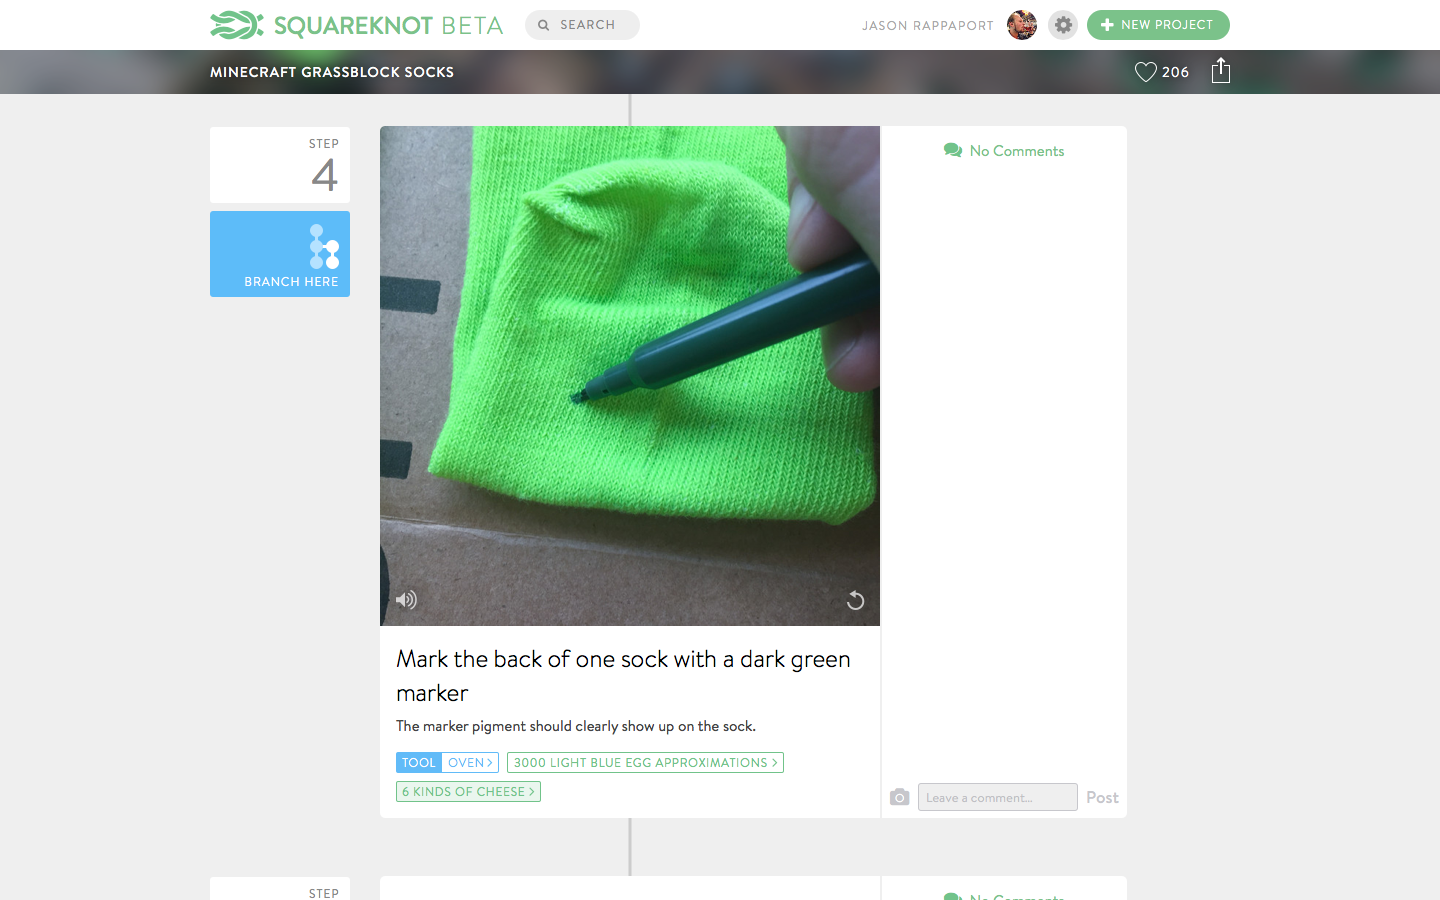 SQUAREKNOT BETA
SEARCH
JASON RAPPAPORT
NEW PROJECT
MINECRAFT GRASSBLOCK SOCKS
206
STEP
4
BRANCH HERE
No Comments
Mark the back of one sock with a dark green
marker
The marker pigment should clearly show up on the sock.
TOOL OVEN >
3000 LIGHT BLUE EGG APPROXIMATIONS >
6 KINDS OF CHEESE >
Leave a comment...
Post
STEP
No Comments